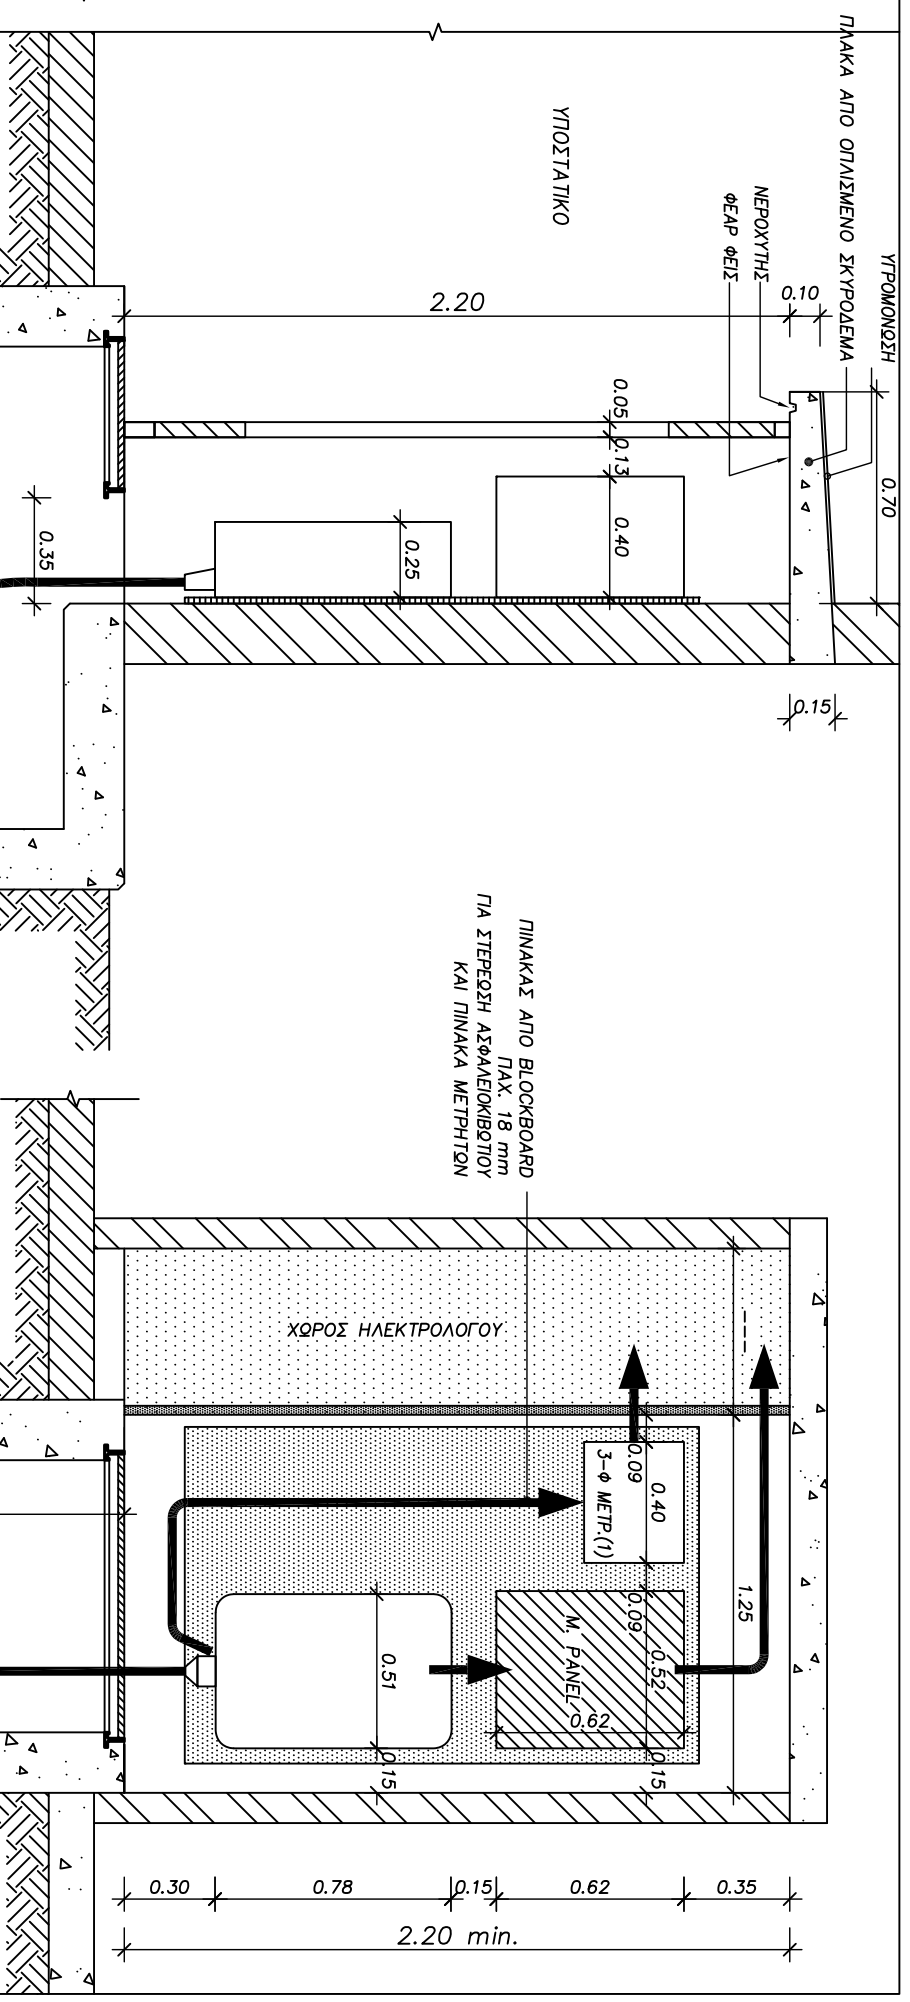 ΥΓΡΟΜΟΝΩΣΗ
ΠΛΑΚΑ ΑΠΟ ΟΠΛΙΣΜΕΝΟ ΣΚΥΡΟΔΕΜΑ
ΝΕΡΟΧΥΤΗΣ
ΦΕΑΡ ΦΕΙΣ
ΥΠΟΣΤΑΤΙΚΟ
0.10
2.20
0.70
0.05
0.13
0.40
0.25
0.35
0.15
ΠΙΝΑΚΑΣ ΑΠΟ BLOCKBOARD
ΠΑΧ. 18 mm
ΓΙΑ ΣΤΕΡΕΩΣΗ ΑΣΦΑΛΕΙΟΚΙΒΩΤΙΟΥ
ΚΑΙ ΠΙΝΑΚΑ ΜΕΤΡΗΤΩΝ
ΧΩΡΟΣ ΗΛΕΚΤΡΟΛΟΓΟΥ
1.25
0.09
0.40
3-Φ ΜΕΤΡ.(1)
0.09
0.52
0.15
M. PANEL
0.62
0.51
0.15
0.30
0.78
0.15
0.62
0.35
2.20 min.